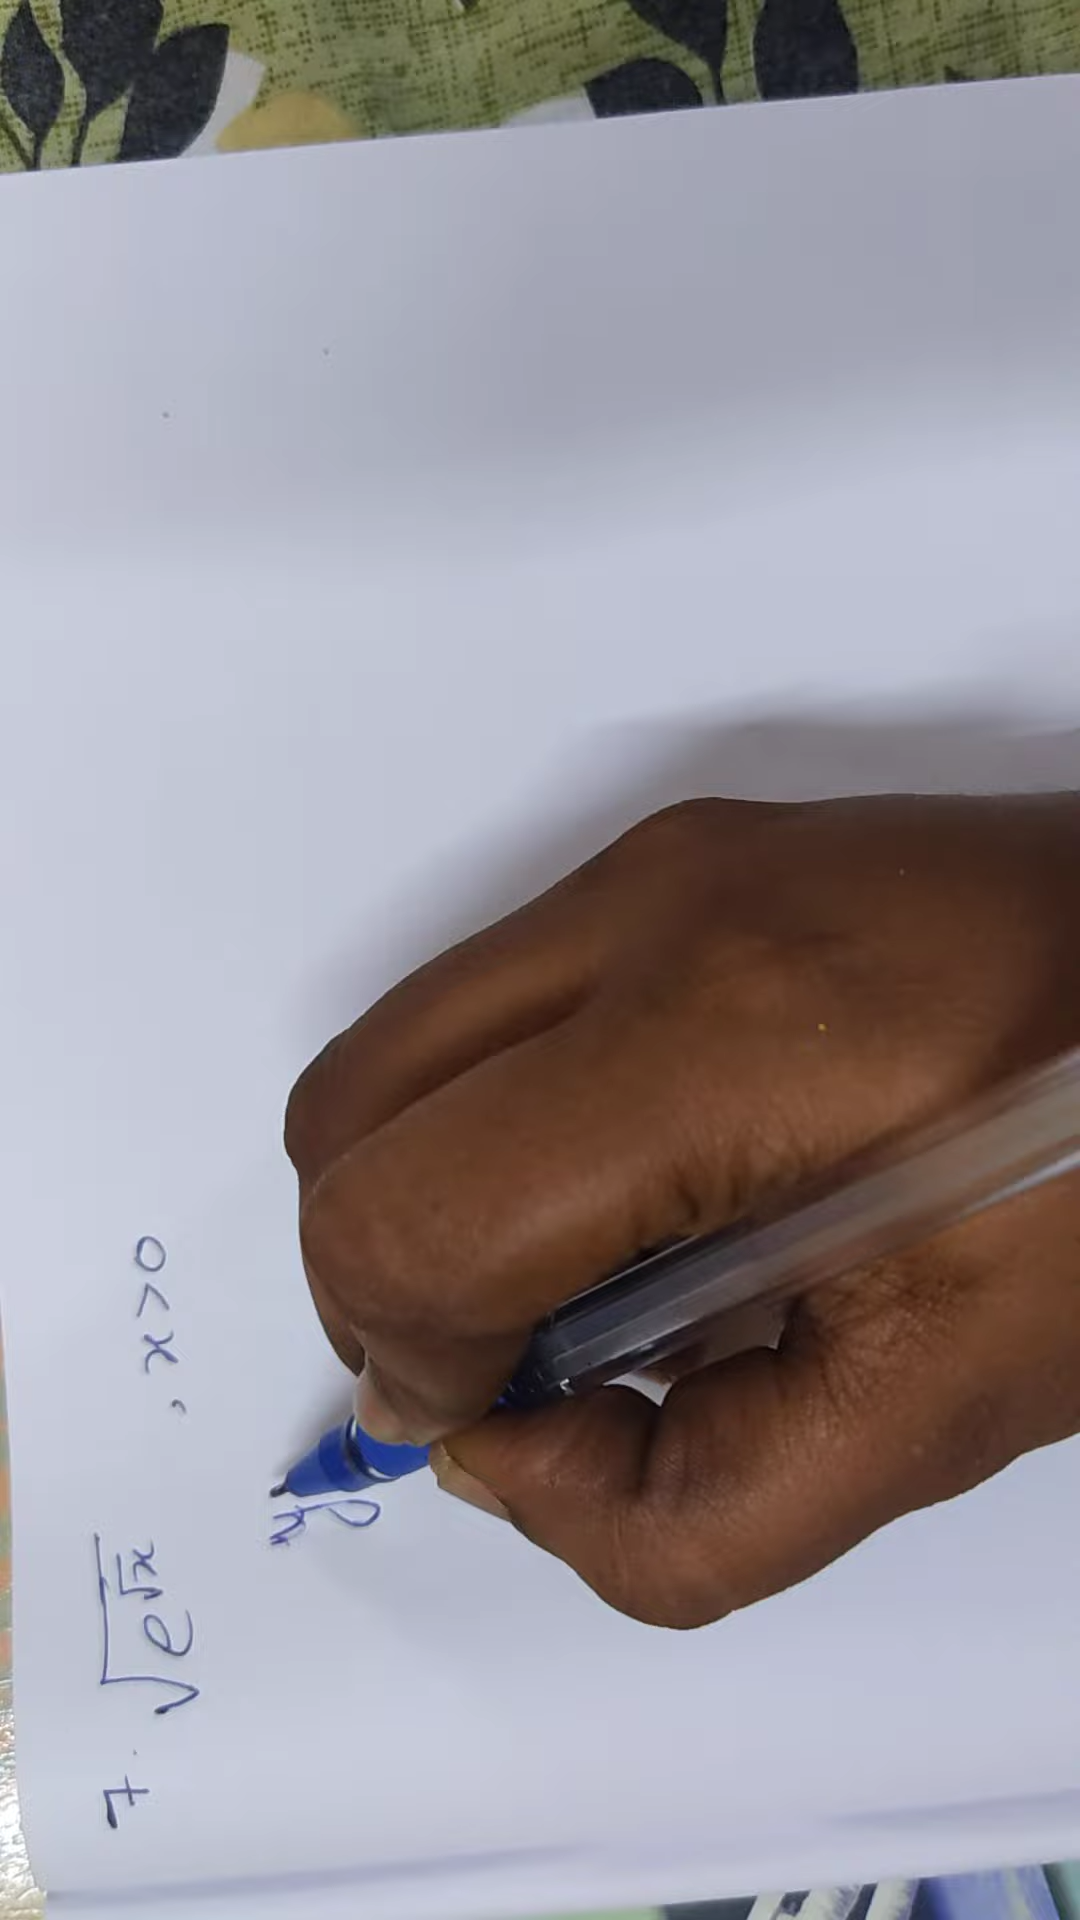 7. √(e^√x) , x>0
y